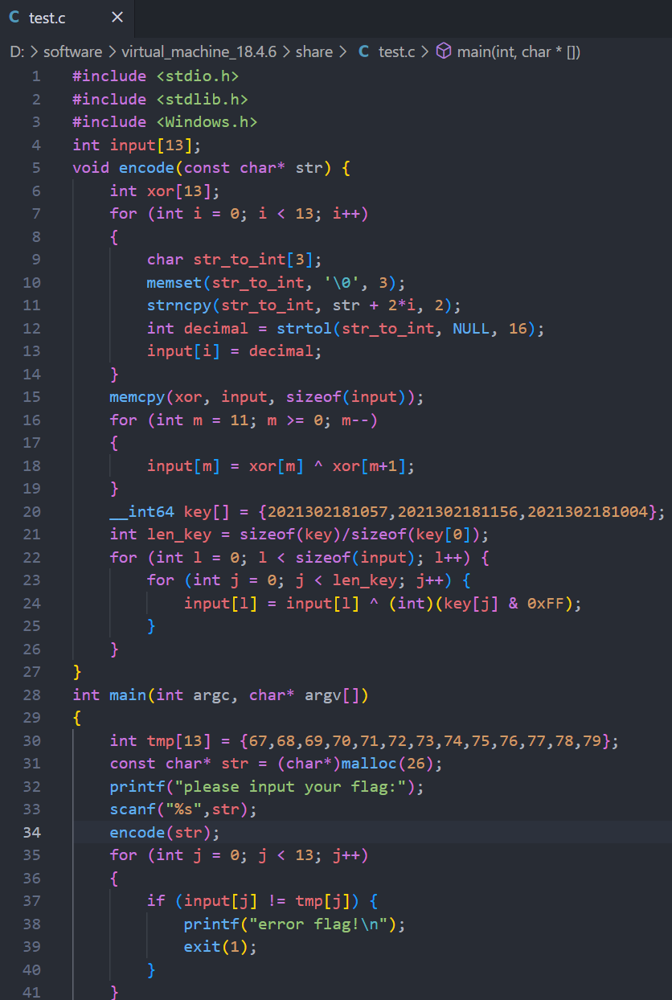 C test.c ×
D: > software > virtual_machine_18.4.6 > share > C test.c > main(int, char * [])
1 #include <stdio.h>
2 #include <stdlib.h>
3 #include <Windows.h>
4 int input[13];
5 void encode(const char* str) {
6     int xor[13];
7     for (int i = 0; i < 13; i++)
8     {
9         char str_to_int[3];
10         memset(str_to_int, '\0', 3);
11         strncpy(str_to_int, str + 2*i, 2);
12         int decimal = strtol(str_to_int, NULL, 16);
13         input[i] = decimal;
14     }
15     memcpy(xor, input, sizeof(input));
16     for (int m = 11; m >= 0; m--)
17     {
18         input[m] = xor[m] ^ xor[m+1];
19     }
20     __int64 key[] = {2021302181057,2021302181156,2021302181004};
21     int len_key = sizeof(key)/sizeof(key[0]);
22     for (int l = 0; l < sizeof(input); l++) {
23         for (int j = 0; j < len_key; j++) {
24             input[l] = input[l] ^ (int)(key[j] & 0xFF);
25         }
26     }
27 }
28 int main(int argc, char* argv[])
29 {
30     int tmp[13] = {67,68,69,70,71,72,73,74,75,76,77,78,79};
31     const char* str = (char*)malloc(26);
32     printf("please input your flag:");
33     scanf("%s",str);
34     encode(str);
35     for (int j = 0; j < 13; j++)
36     {
37         if (input[j] != tmp[j]) {
38             printf("error flag!\n");
39             exit(1);
40         }
41     }